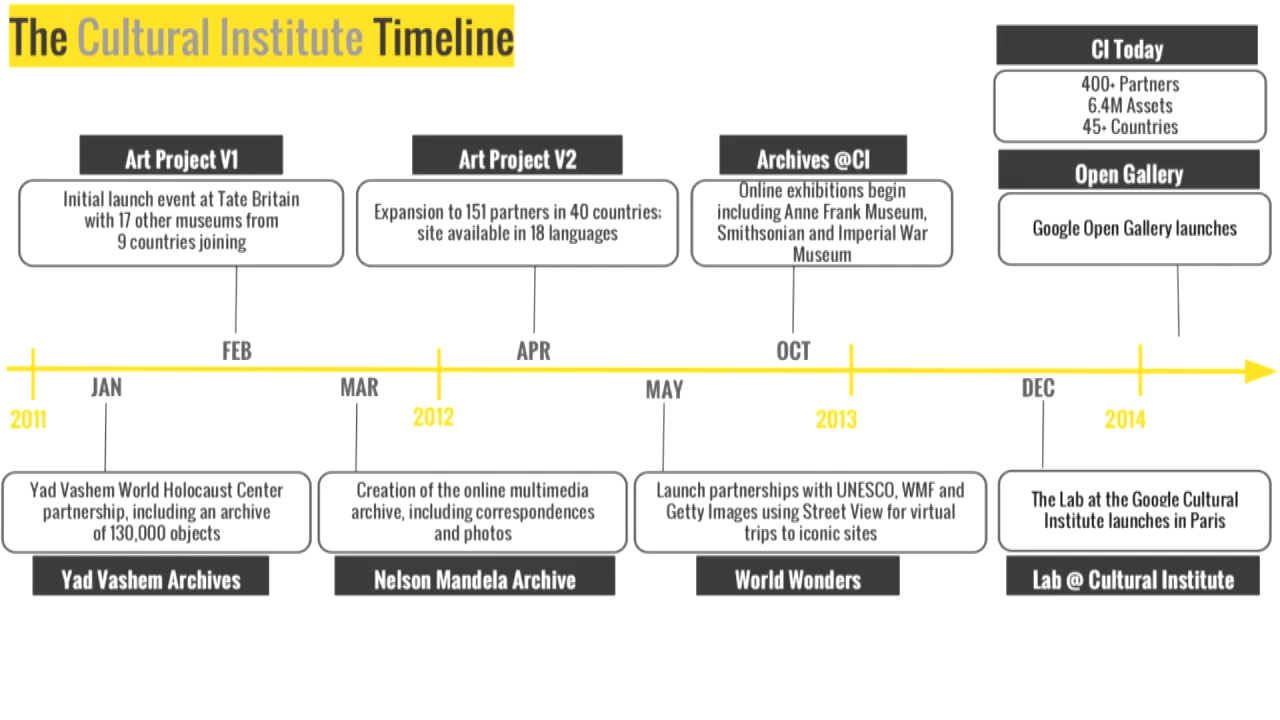 The Cultural Institute Timeline
CI Today
400+ Partners
6.4M Assets
45+ Countries
Art Project V1
Initial launch event at Tate Britain
with 17 other museums from
9 countries joining
Art Project V2
Expansion to 151 partners in 40 countries;
site available in 18 languages
Archives @CI
Online exhibitions begin
including Anne Frank Museum,
Smithsonian and Imperial War
Museum
Open Gallery
Google Open Gallery launches
FEB
APR
OCT
JAN
MAR
MAY
DEC
2011
2012
2013
2014
Yad Vashem World Holocaust Center
partnership, including an archive
of 130,000 objects
Yad Vashem Archives
Creation of the online multimedia
archive, including correspondences
and photos
Nelson Mandela Archive
Launch partnerships with UNESCO, WMF and
Getty Images using Street View for virtual
trips to iconic sites
World Wonders
The Lab at the Google Cultural
Institute launches in Paris
Lab @ Cultural Institute